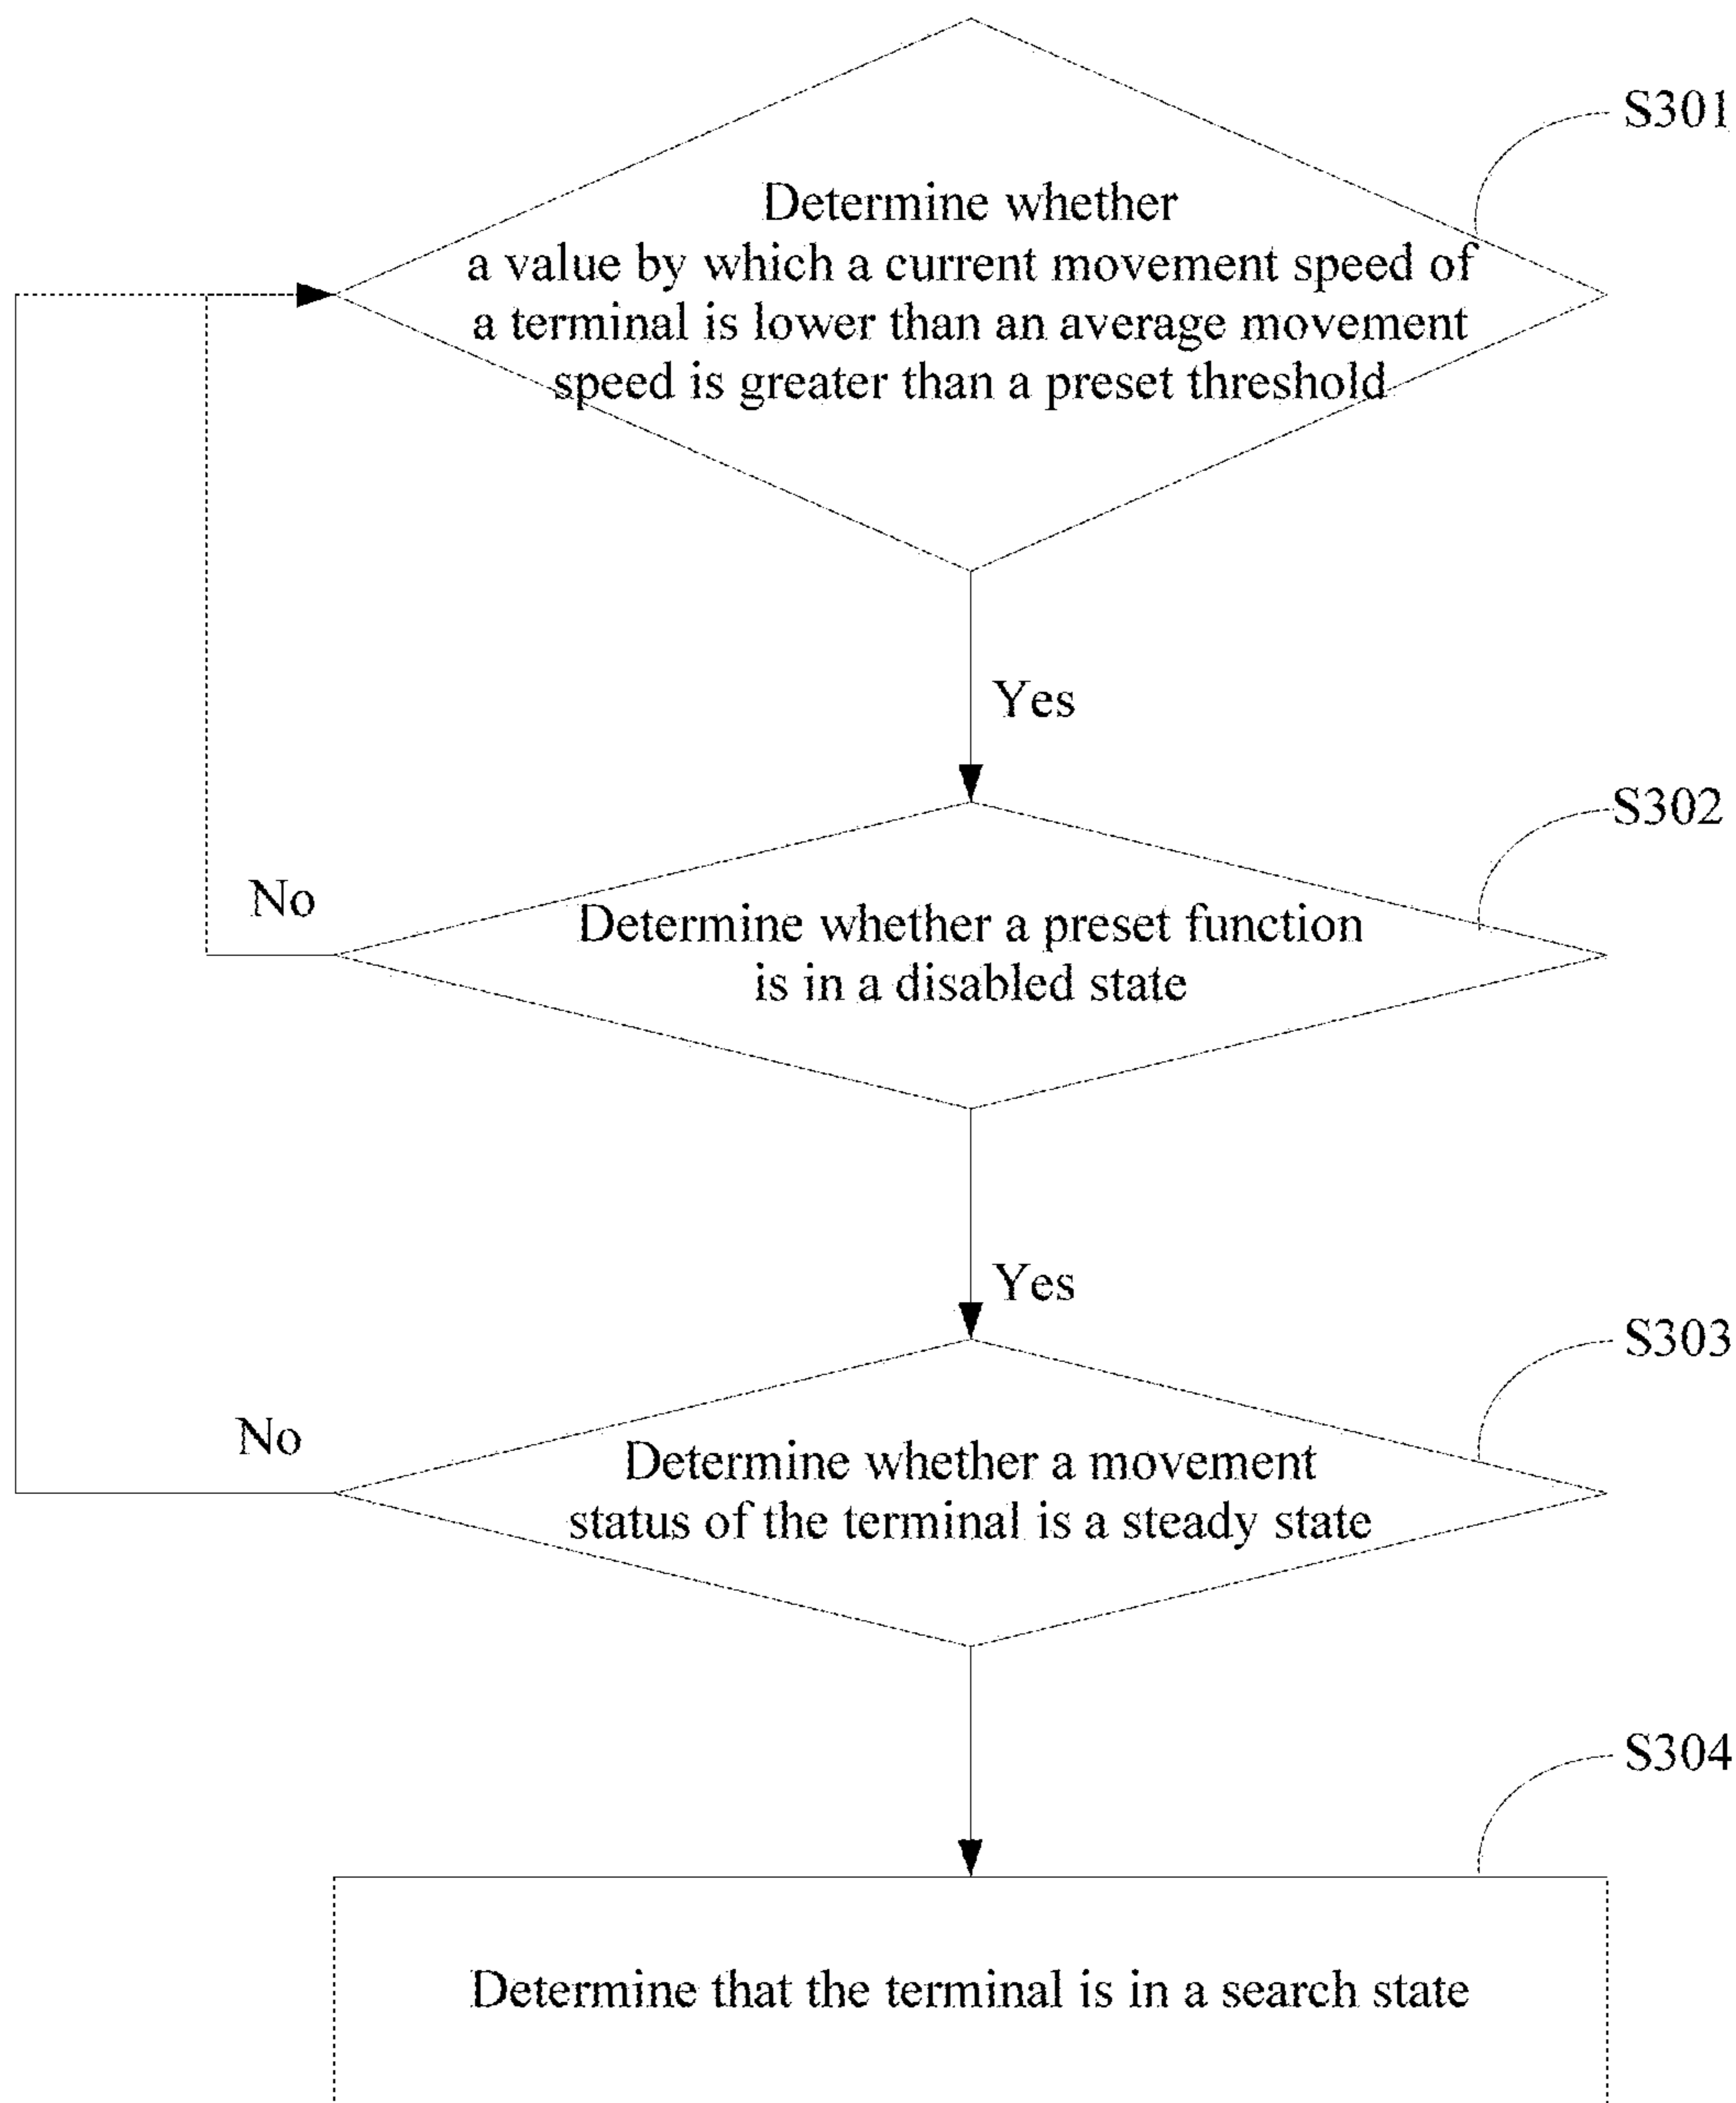 S301
Determine whether
a value by which a current movement speed of
a terminal is lower than an average movement
speed is greater than a preset threshold
Yes
S302
No
Determine whether a preset function
is in a disabled state
Yes
S303
No
Determine whether a movement
status of the terminal is a steady state
S304
Determine that the terminal is in a search state